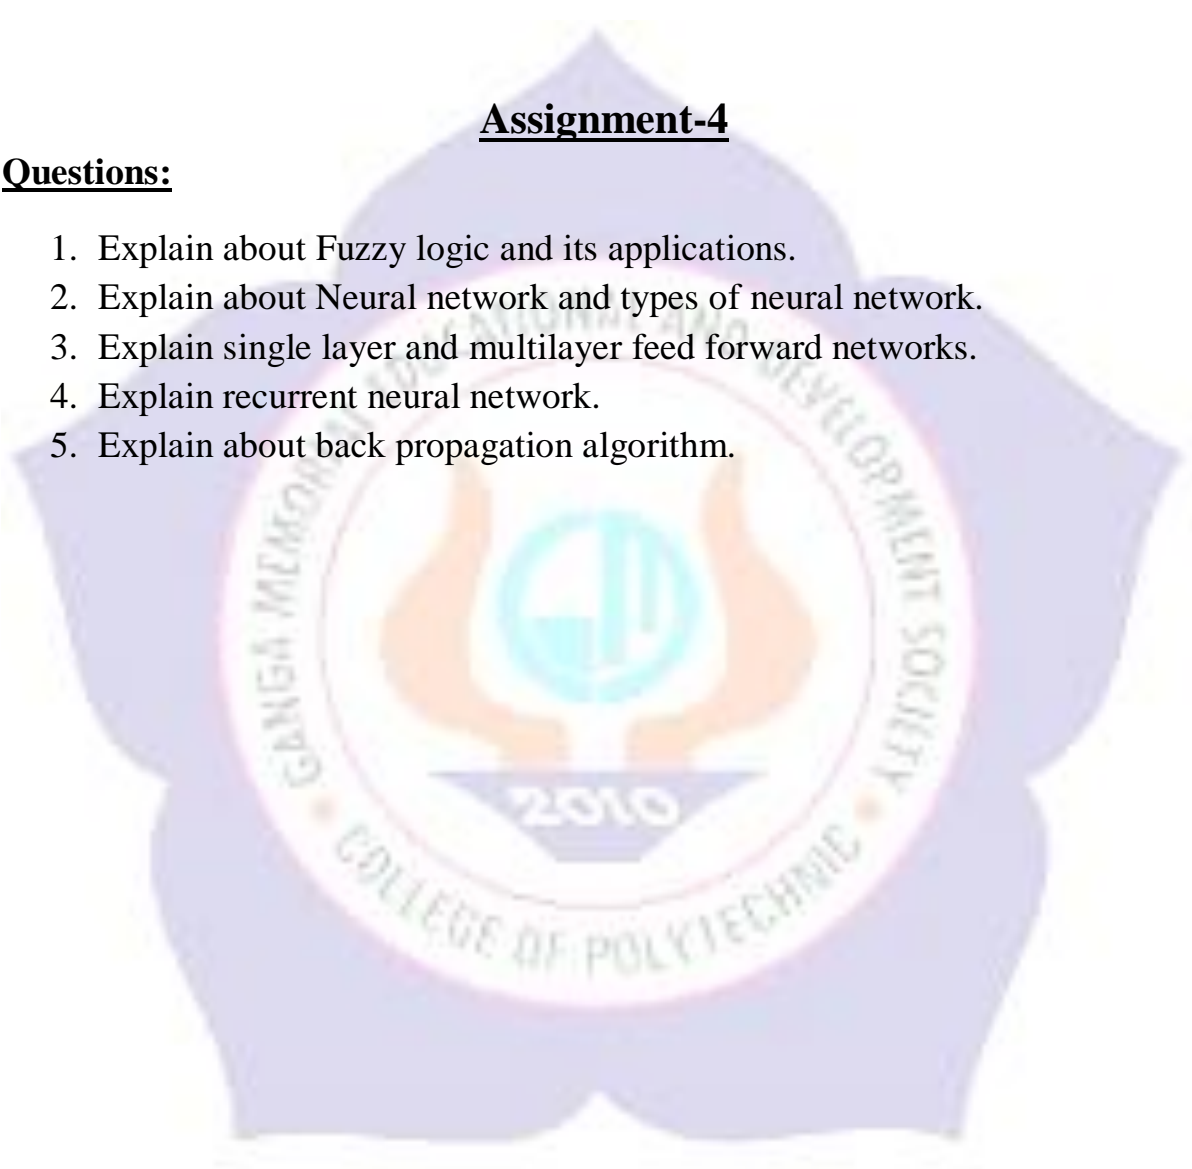 Assignment-4
Questions:
1. Explain about Fuzzy logic and its applications.
2. Explain about Neural network and types of neural network.
3. Explain single layer and multilayer feed forward networks.
4. Explain recurrent neural network.
5. Explain about back propagation algorithm.
GANGA MEMORIAL EDUCATIONAL AND DEVELOPMENT SOCIETY
2010
COLLEGE OF POLYTECHNIC